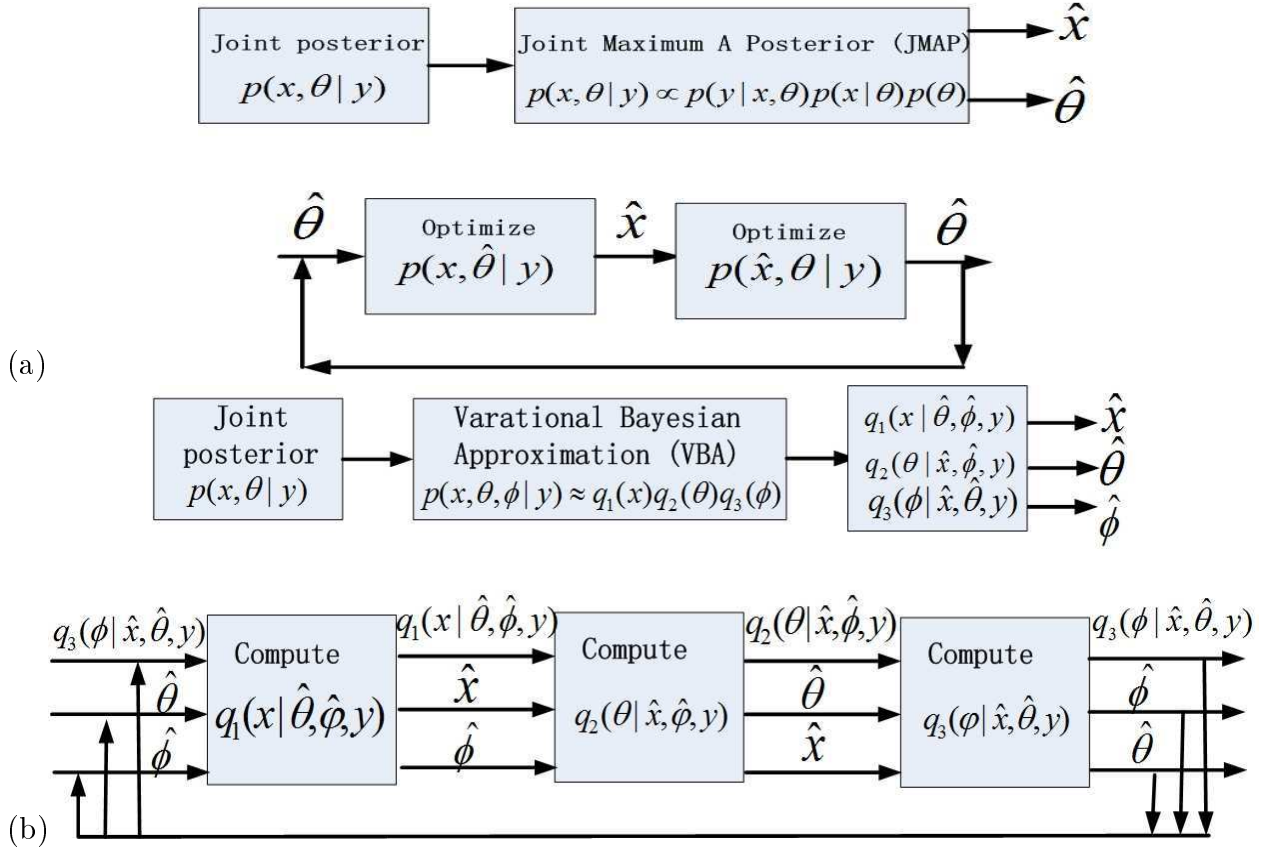 Joint posterior
p(x,θ | y)
Joint Maximum A Posterior (JMAP)
p(x,θ | y) ∝ p(y | x,θ)p(x | θ)p(θ)
x̂
θ̂
θ̂
Optimize
p(x,θ̂ | y)
x̂
Optimize
p(x̂,θ | y)
θ̂
(a)
Joint
posterior
p(x,θ | y)
Varational Bayesian
Approximation (VBA)
p(x,θ,ϕ | y) ≈ q₁(x)q₂(θ)q₃(ϕ)
q₁(x | θ̂,ϕ̂,y)
q₂(θ | x̂,ϕ̂,y)
q₃(ϕ | x̂,θ̂,y)
x̂
θ̂
ϕ̂
q₃(ϕ | x̂,θ̂,y)
θ̂
ϕ̂
Compute
q₁(x | θ̂,φ̂,y)
q₁(x | θ̂,ϕ̂,y)
x̂
ϕ̂
Compute
q₂(θ | x̂,φ̂,y)
q₂(θ | x̂,ϕ̂,y)
θ̂
x̂
Compute
q₃(φ | x̂,θ̂,y)
q₃(ϕ | x̂,θ̂,y)
ϕ̂
θ̂
(b)